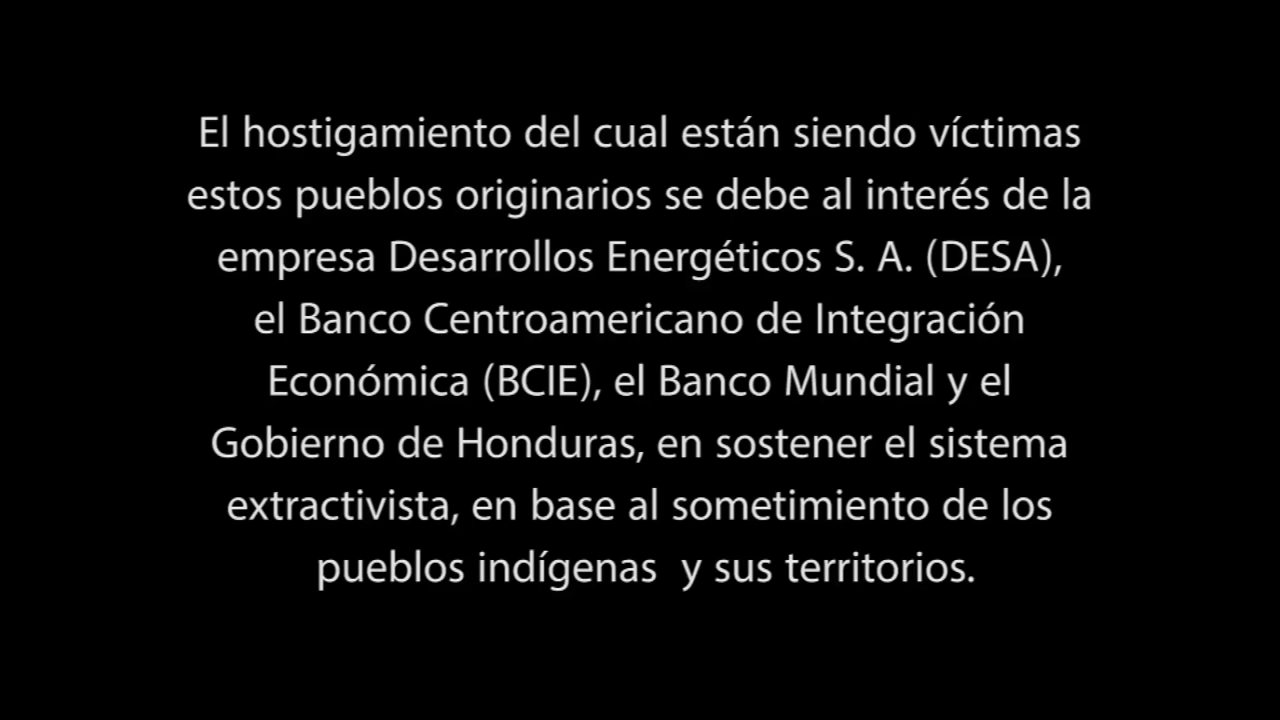 El hostigamiento del cual están siendo víctimas
estos pueblos originarios se debe al interés de la
empresa Desarrollos Energéticos S. A. (DESA),
el Banco Centroamericano de Integración
Económica (BCIE), el Banco Mundial y el
Gobierno de Honduras, en sostener el sistema
extractivista, en base al sometimiento de los
pueblos indígenas  y sus territorios.